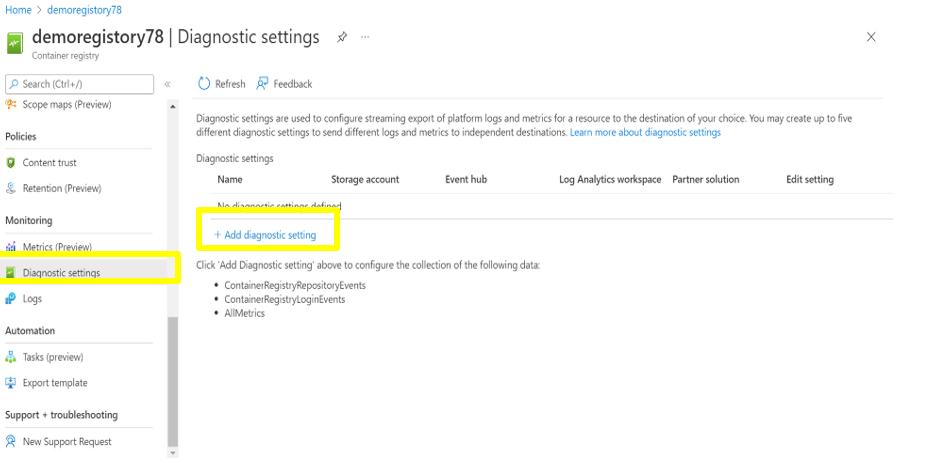 Home > demoregistory78
demoregistory78 | Diagnostic settings
Container registry
Search (Ctrl+/)
Scope maps (Preview)
Policies
Content trust
Retention (Preview)
Monitoring
Metrics (Preview)
Diagnostic settings
Logs
Automation
Tasks (preview)
Export template
Support + troubleshooting
New Support Request
Refresh Feedback
Diagnostic settings are used to configure streaming export of platform logs and metrics for a resource to the destination of your choice. You may create up to five
different diagnostic settings to send different logs and metrics to independent destinations. Learn more about diagnostic settings
Diagnostic settings
Name Storage account Event hub Log Analytics workspace Partner solution Edit setting
No diagnostic settings defined
+ Add diagnostic setting
Click 'Add Diagnostic setting' above to configure the collection of the following data:
• ContainerRegistryRepositoryEvents
• ContainerRegistryLoginEvents
• AllMetrics